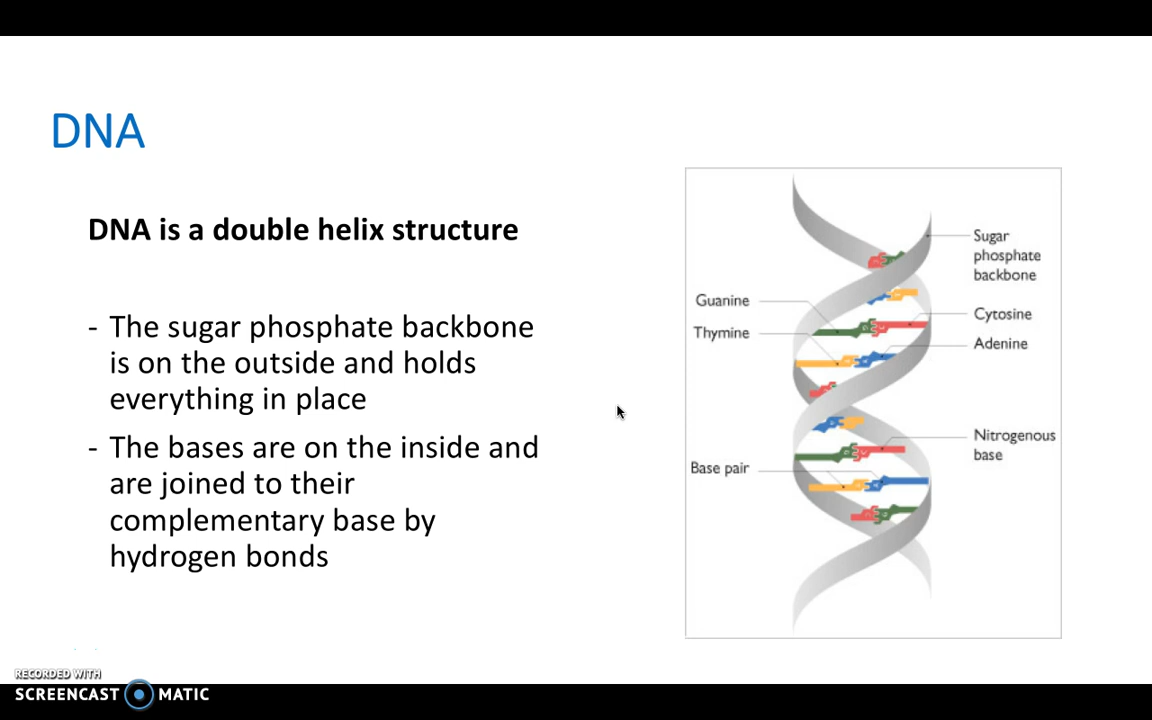 DNA
DNA is a double helix structure
- The sugar phosphate backbone
is on the outside and holds
everything in place
- The bases are on the inside and
are joined to their
complementary base by
hydrogen bonds
Sugar
phosphate
backbone
Guanine
Cytosine
Thymine
Adenine
Nitrogenous
base
Base pair
RECORDED WITH
SCREENCAST MATIC